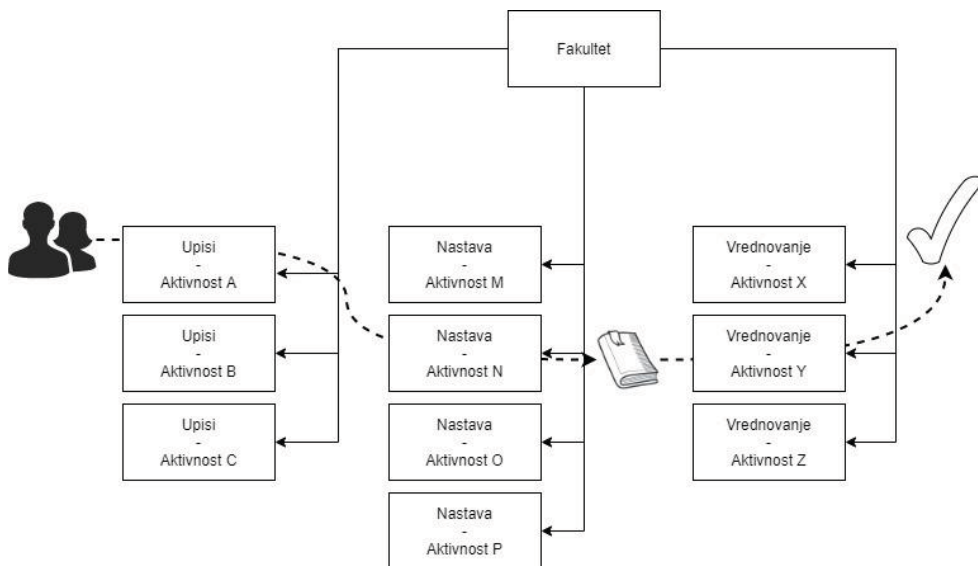 Fakultet
Upisi
-
Aktivnost A
Upisi
-
Aktivnost B
Upisi
-
Aktivnost C
Nastava
-
Aktivnost M
Nastava
-
Aktivnost N
Nastava
-
Aktivnost O
Nastava
-
Aktivnost P
Vrednovanje
-
Aktivnost X
Vrednovanje
-
Aktivnost Y
Vrednovanje
-
Aktivnost Z